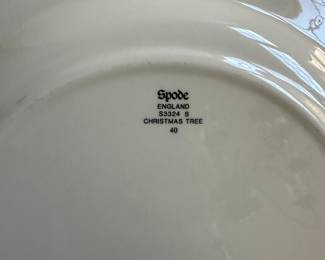 Spode
ENGLAND
S3324 S
CHRISTMAS TREE
40